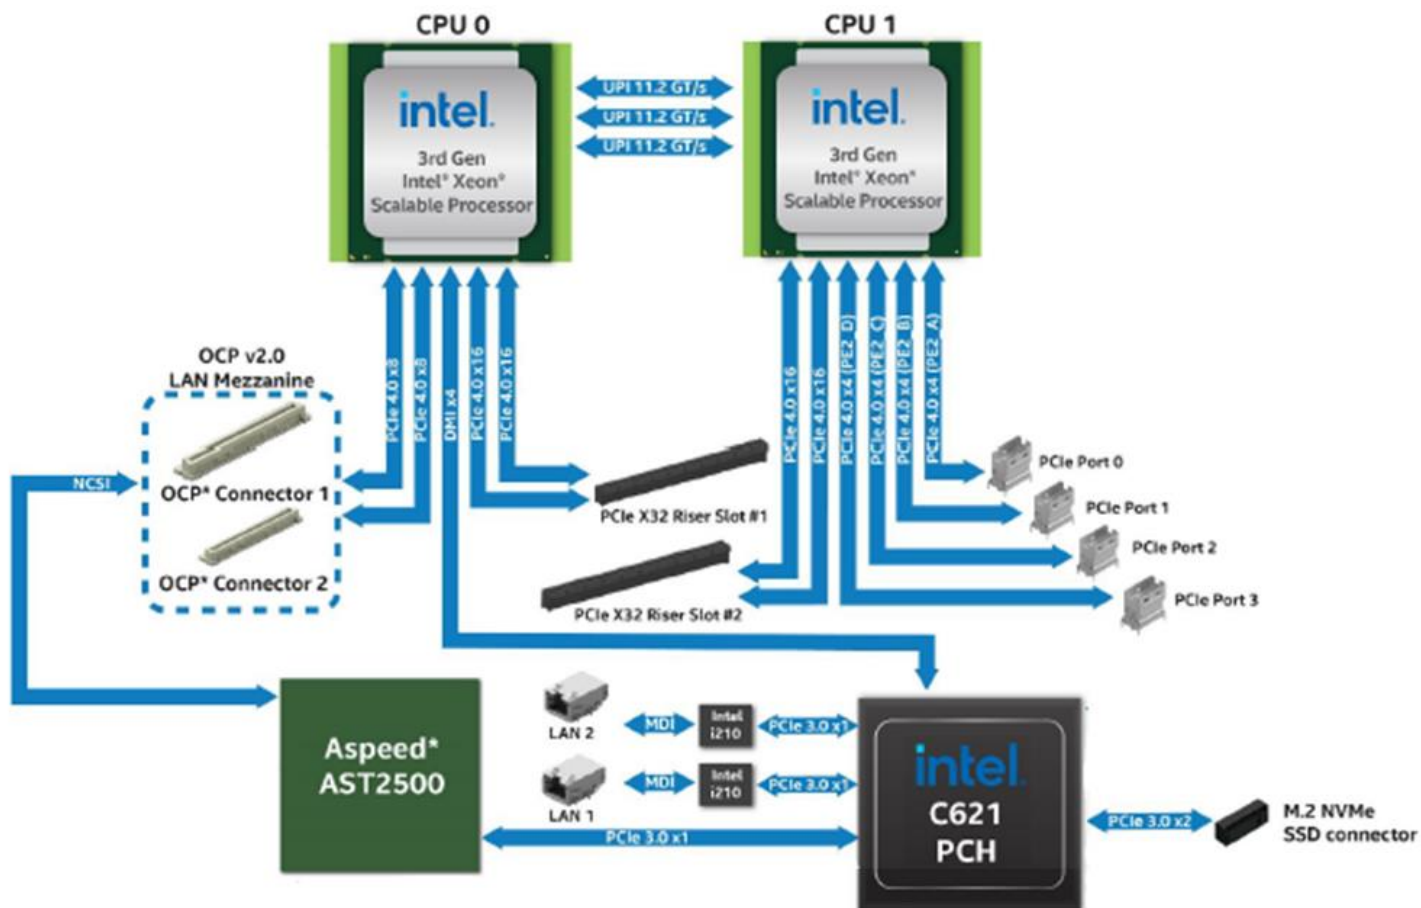 CPU 0
CPU 1
intel.
3rd Gen
Intel® Xeon®
Scalable Processor
intel.
3rd Gen
Intel® Xeon®
Scalable Processor
UPI 11.2 GT/s
UPI 11.2 GT/s
UPI 11.2 GT/s
PCIe 4.0 x8
PCIe 4.0 x8
DMI x4
PCIe 4.0 x16
PCIe 4.0 x16
PCIe 4.0 x16
PCIe 4.0 x16
PCIe 4.0 x4 (PE2_D)
PCIe 4.0 x4 (PE2_C)
PCIe 4.0 x4 (PE2_B)
PCIe 4.0 x4 (PE2_A)
OCP v2.0
LAN Mezzanine
OCP* Connector 1
OCP* Connector 2
NCSI
PCIe X32 Riser Slot #1
PCIe X32 Riser Slot #2
PCIe Port 0
PCIe Port 1
PCIe Port 2
PCIe Port 3
Aspeed*
AST2500
LAN 2
MDI
Intel
i210
PCIe 3.0 x1
LAN 1
MDI
Intel
i210
PCIe 3.0 x1
PCIe 3.0 x1
intel.
C621
PCH
PCIe 3.0 x2
M.2 NVMe
SSD connector